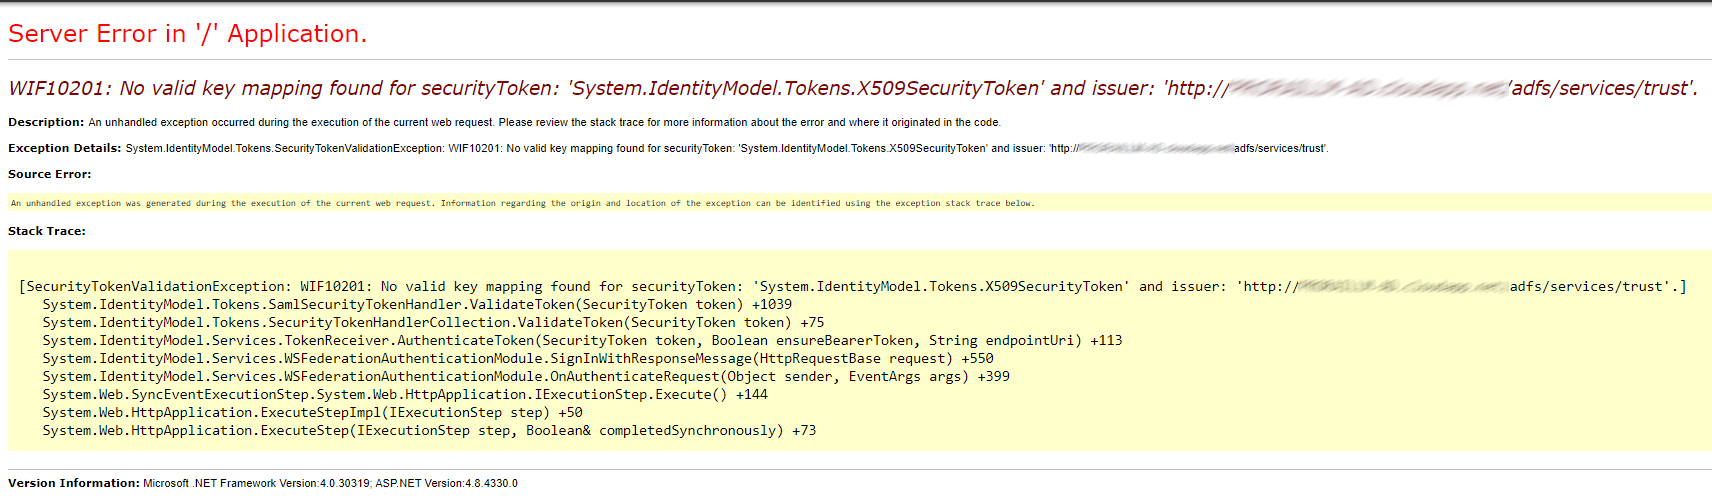 Server Error in '/' Application.
WIF10201: No valid key mapping found for securityToken: 'System.IdentityModel.Tokens.X509SecurityToken' and issuer: 'http:// /adfs/services/trust'.
Description: An unhandled exception occurred during the execution of the current web request. Please review the stack trace for more information about the error and where it originated in the code.
Exception Details: System.IdentityModel.Tokens.SecurityTokenValidationException: WIF10201: No valid key mapping found for securityToken: 'System.IdentityModel.Tokens.X509SecurityToken' and issuer: 'http:// adfs/services/trust'.
Source Error:
An unhandled exception was generated during the execution of the current web request. Information regarding the origin and location of the exception can be identified using the exception stack trace below.
Stack Trace:
[SecurityTokenValidationException: WIF10201: No valid key mapping found for securityToken: 'System.IdentityModel.Tokens.X509SecurityToken' and issuer: 'http:// adfs/services/trust'.]
System.IdentityModel.Tokens.SamlSecurityTokenHandler.ValidateToken(SecurityToken token) +1039
System.IdentityModel.Tokens.SecurityTokenHandlerCollection.ValidateToken(SecurityToken token) +75
System.IdentityModel.Services.TokenReceiver.AuthenticateToken(SecurityToken token, Boolean ensureBearerToken, String endpointUri) +113
System.IdentityModel.Services.WSFederationAuthenticationModule.SignInWithResponseMessage(HttpRequestBase request) +550
System.IdentityModel.Services.WSFederationAuthenticationModule.OnAuthenticateRequest(Object sender, EventArgs args) +399
System.Web.SyncEventExecutionStep.System.Web.HttpApplication.IExecutionStep.Execute() +144
System.Web.HttpApplication.ExecuteStepImpl(IExecutionStep step) +50
System.Web.HttpApplication.ExecuteStep(IExecutionStep step, Boolean& completedSynchronously) +73
Version Information: Microsoft .NET Framework Version:4.0.30319; ASP.NET Version:4.8.4330.0